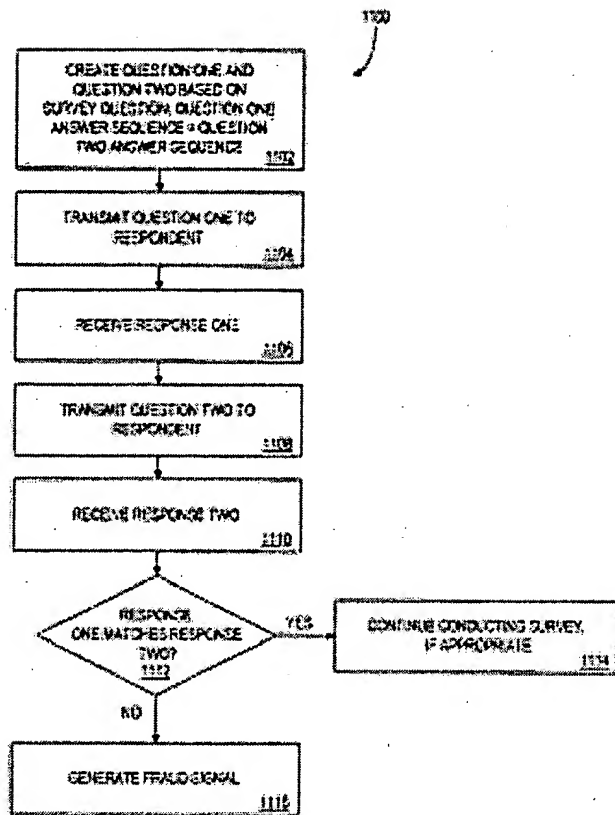 1100
CREATE QUESTION ONE AND
QUESTION TWO BASED ON
SURVEY QUESTION, QUESTION ONE
ANSWER SEQUENCE QUESTION
TWO ANSWER SEQUENCE
1102
TRANSMIT QUESTION ONE TO
RESPONDENT
1104
RECEIVE RESPONSE ONE
1106
TRANSMIT QUESTION TWO TO
RESPONDENT
1108
RECEIVE RESPONSE TWO
1110
RESPONSE
ONE MATCHES RESPONSE
TWO?
1112
YES
CONTINUE CONDUCTING SURVEY,
IF APPROPRIATE
1114
NO
GENERATE FRAUD SIGNAL